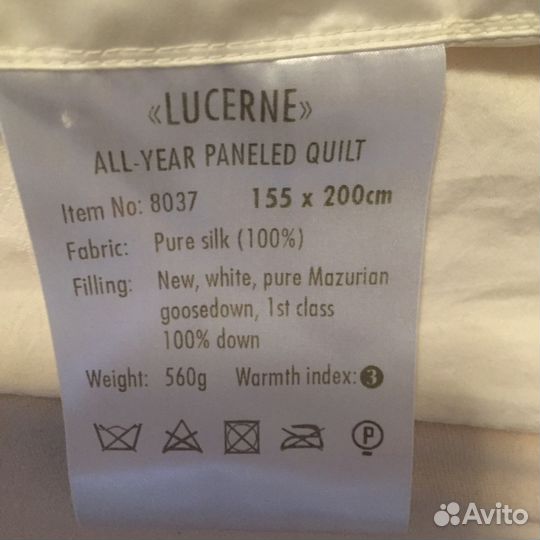 «LUCERNE»
ALL-YEAR PANELED QUILT
Item No: 8037 155 x 200cm
Fabric: Pure silk (100%)
Filling: New, white, pure Mazurian
goosedown, 1st class
100% down
Weight: 560g Warmth index: 3
P
Avito